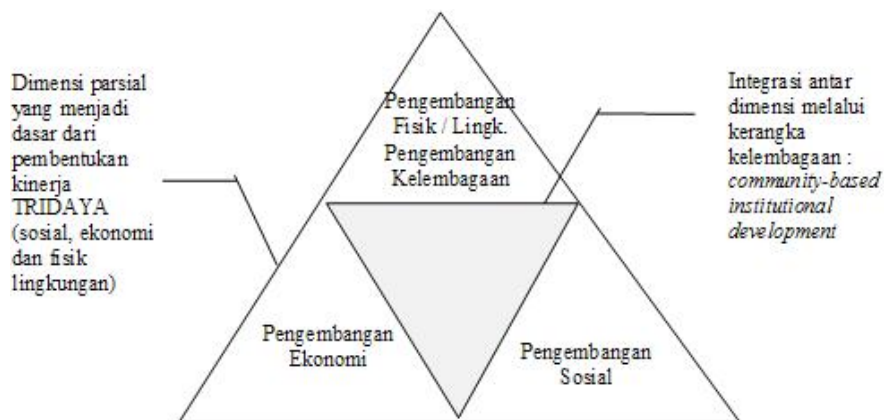 Dimensi parsial
yang menjadi
dasar dari
pembentukan
kinerja
TRIDAYA
(sosial, ekonomi
dan fisik
lingkungan)
Pengembangan
Fisik / Lingk.
Pengembangan
Kelembagaan
Integrasi antar
dimensi melalui
kerangka
kelembagaan :
community-based
institutional
development
Pengembangan
Ekonomi
Pengembangan
Sosial